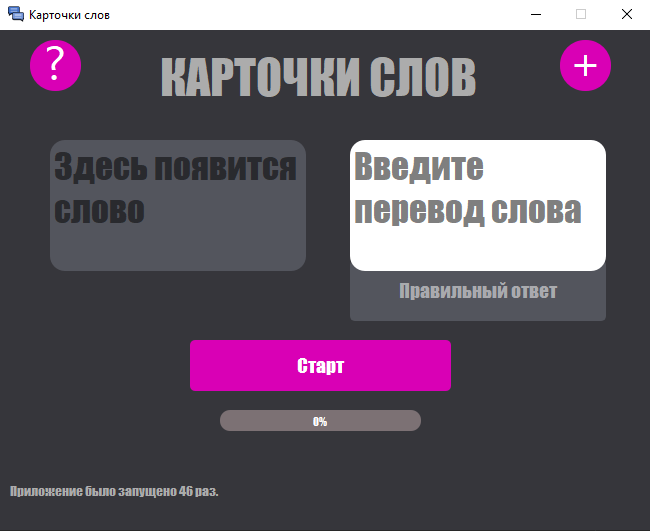 Карточки слов
?
КАРТОЧКИ СЛОВ
+
Здесь появится
слово
Введите
перевод слова
Правильный ответ
Старт
0%
Приложение было запущено 46 раз.